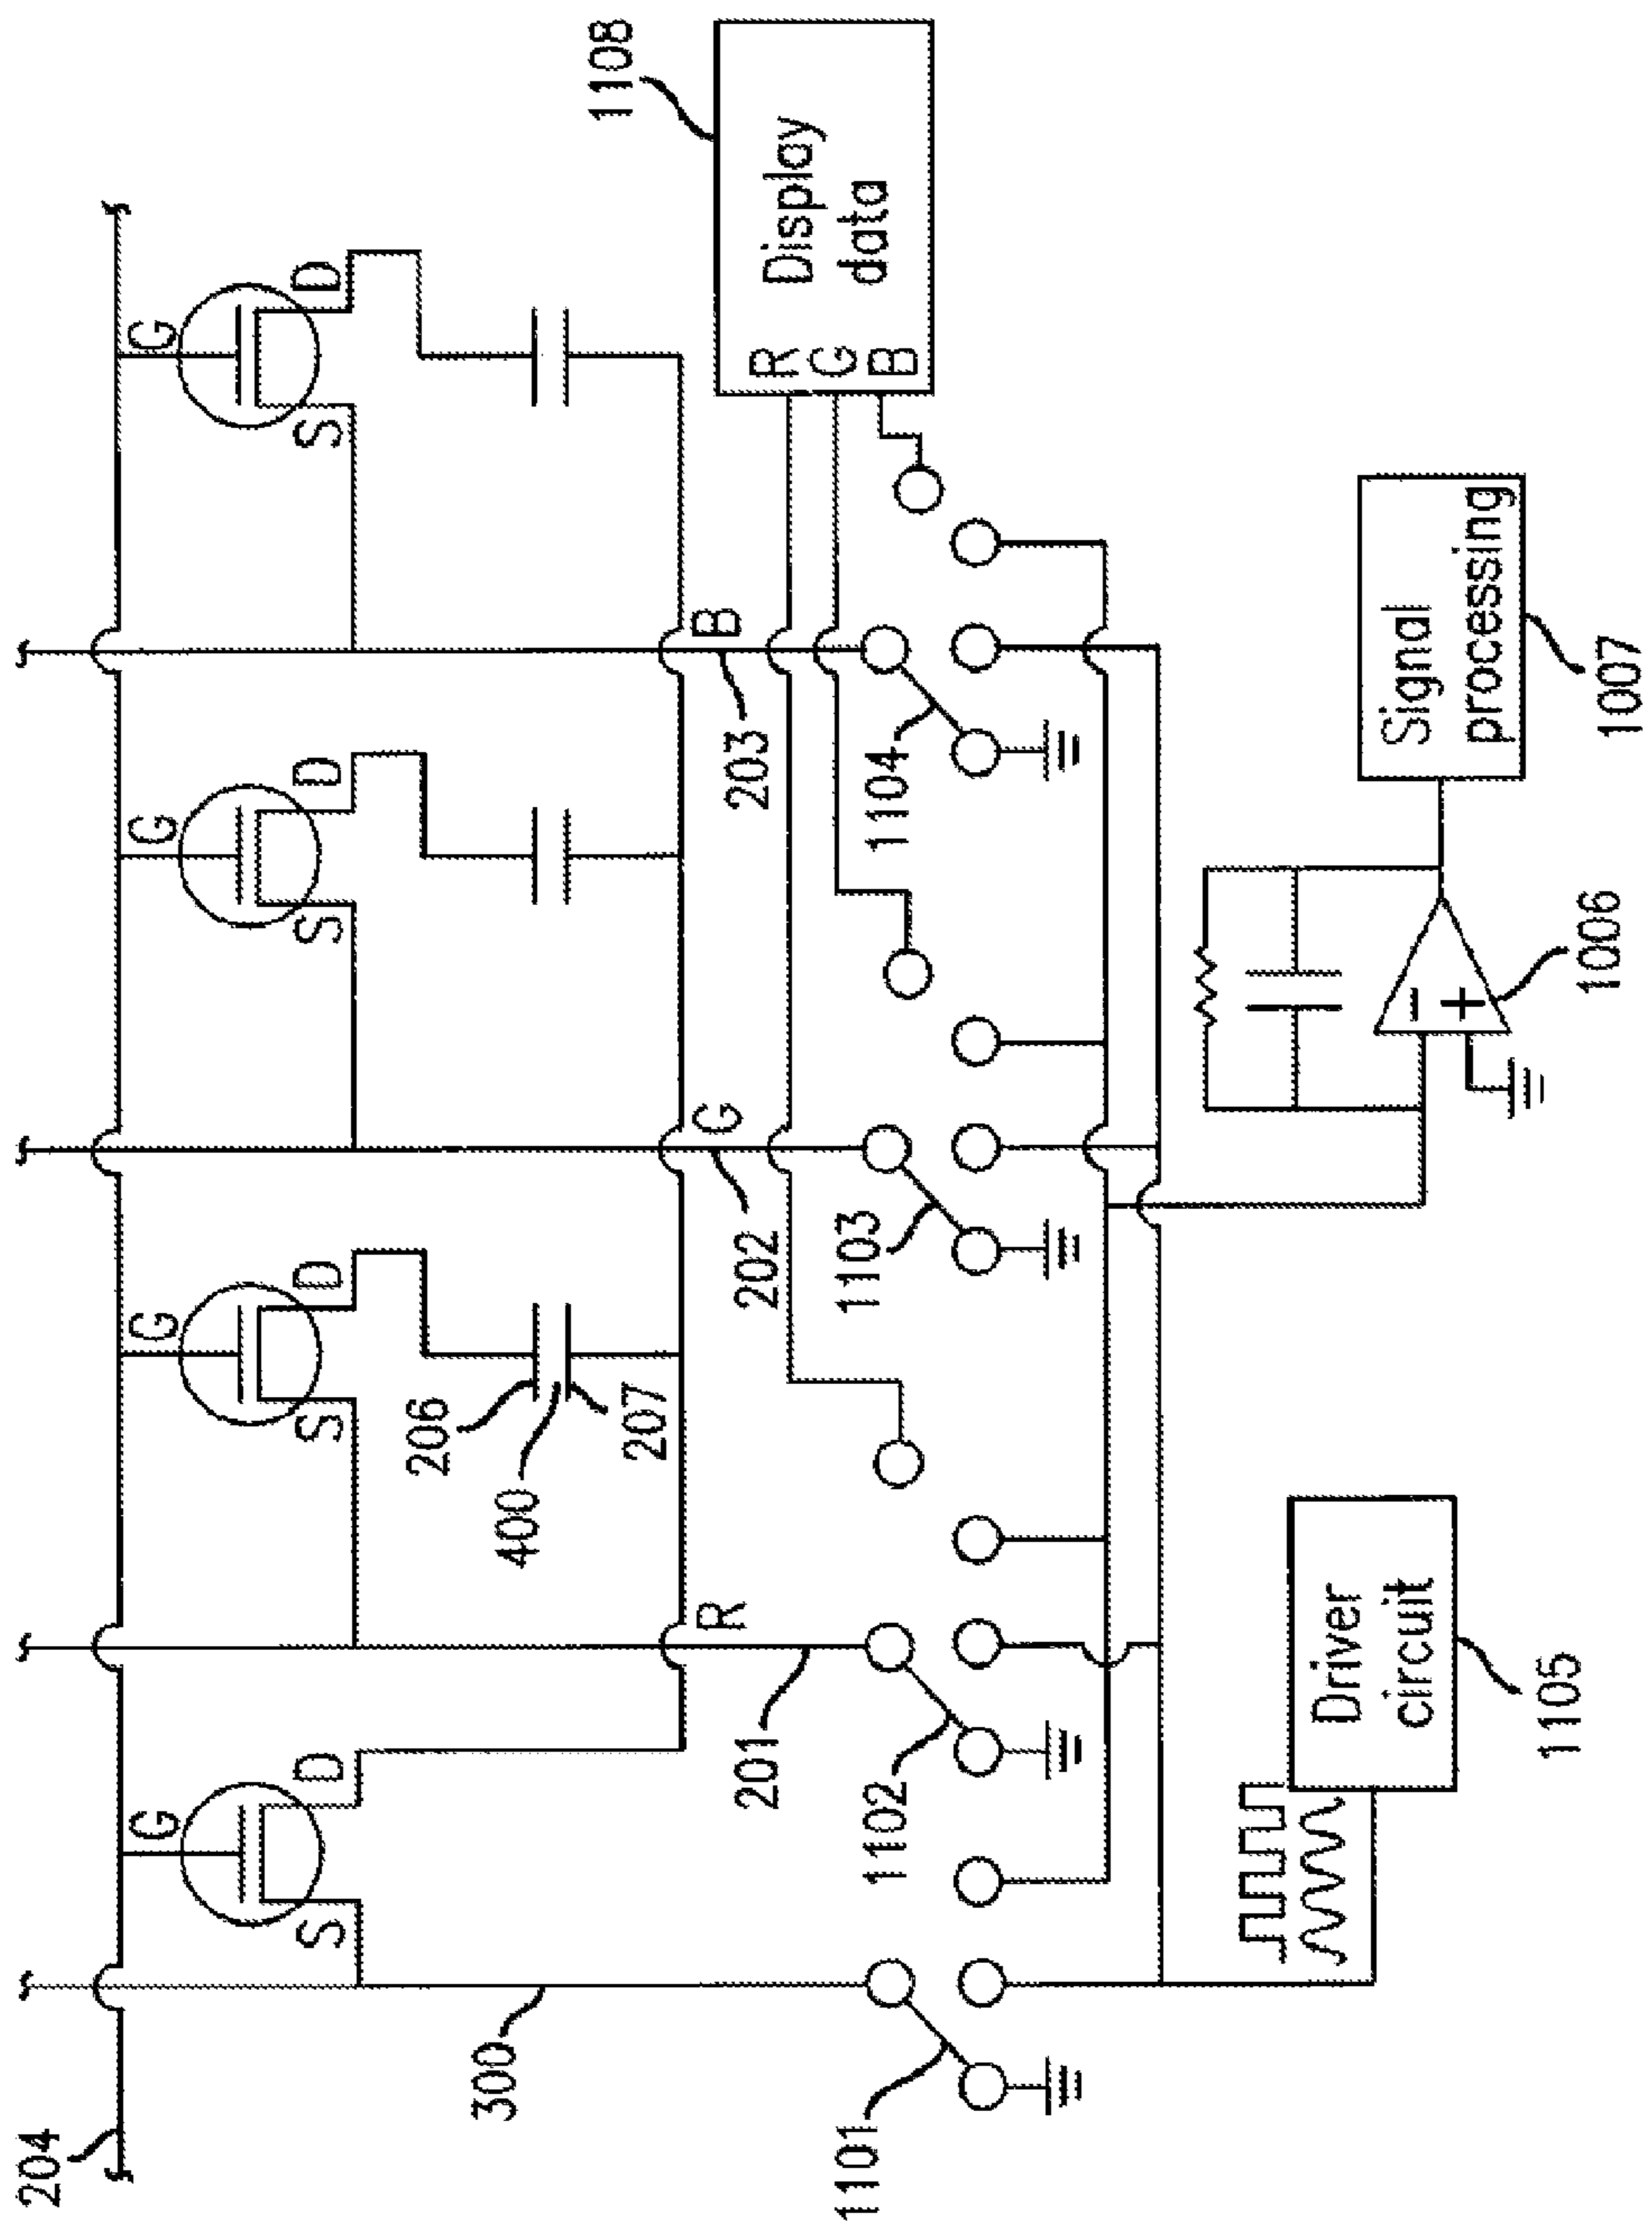 204
G
G
G
G
S
D
S
D
S
D
S
D
300
206
400
207
201
R
202
G
203
B
1108
R
G
B
Display
data
1101
1102
1103
1104
Driver
circuit
1105
−
+
1006
Signal
processing
1007